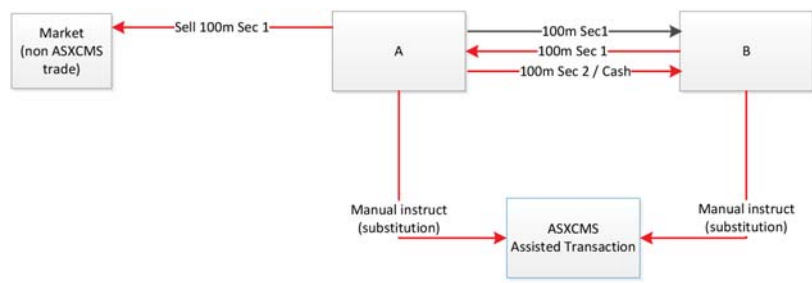 Market
(non ASXCMS
trade)
Sell 100m Sec 1
A
100m Sec1
100m Sec 1
100m Sec 2 / Cash
B
Manual instruct
(substitution)
ASXCMS
Assisted Transaction
Manual instruct
(substitution)